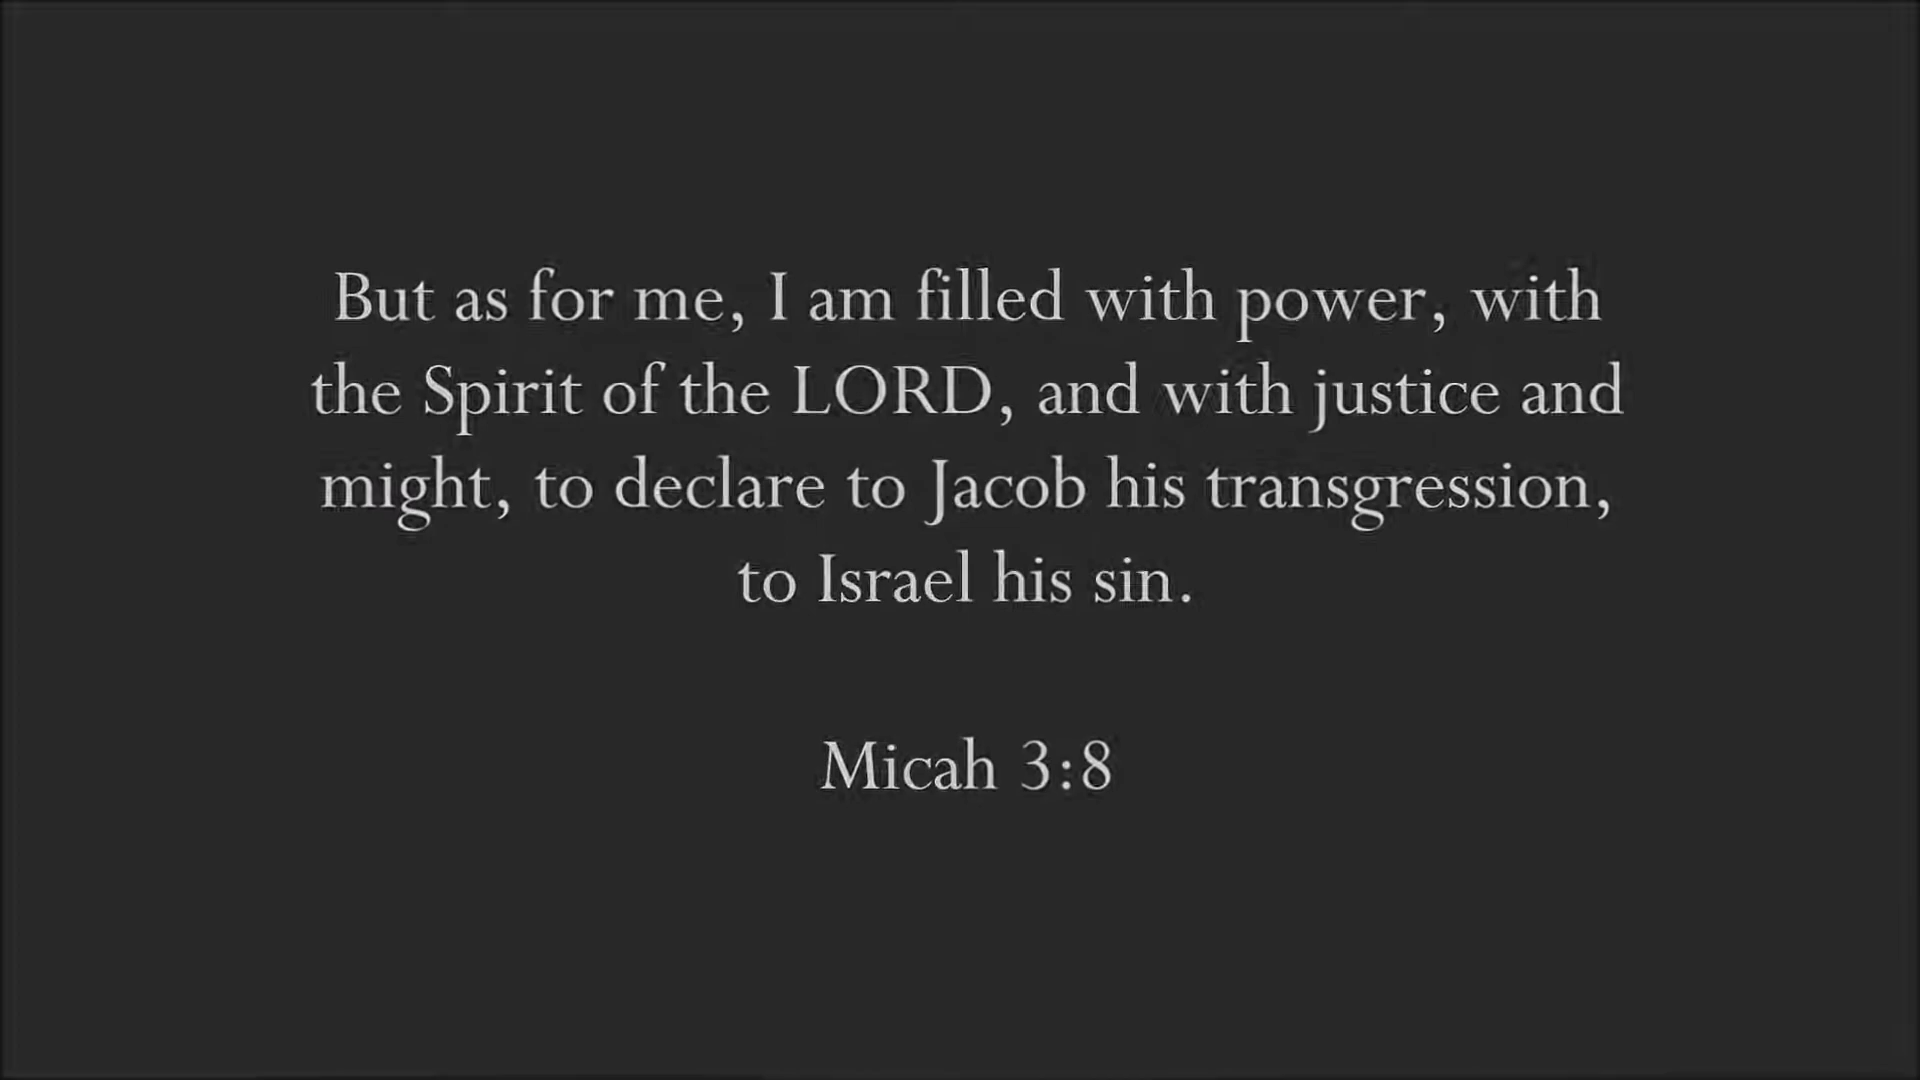 But as for me, I am filled with power, with
the Spirit of the LORD, and with justice and
might, to declare to Jacob his transgression,
to Israel his sin.
Micah 3:8